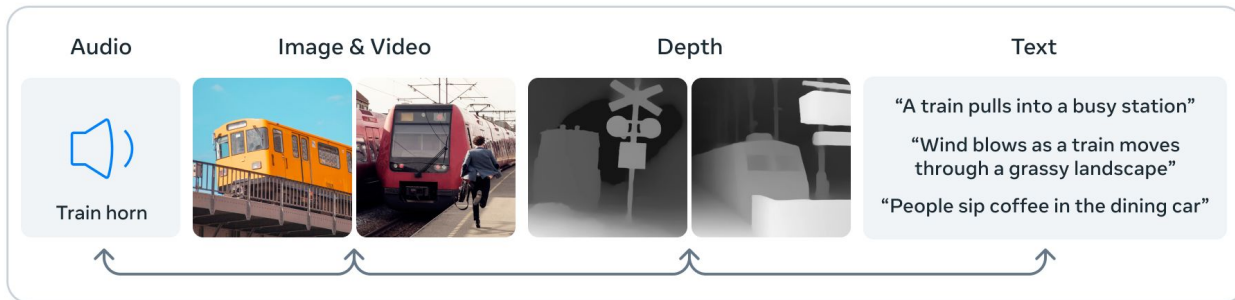 Audio
Image & Video
Depth
Text
Train horn
“A train pulls into a busy station”
“Wind blows as a train moves
through a grassy landscape”
“People sip coffee in the dining car”